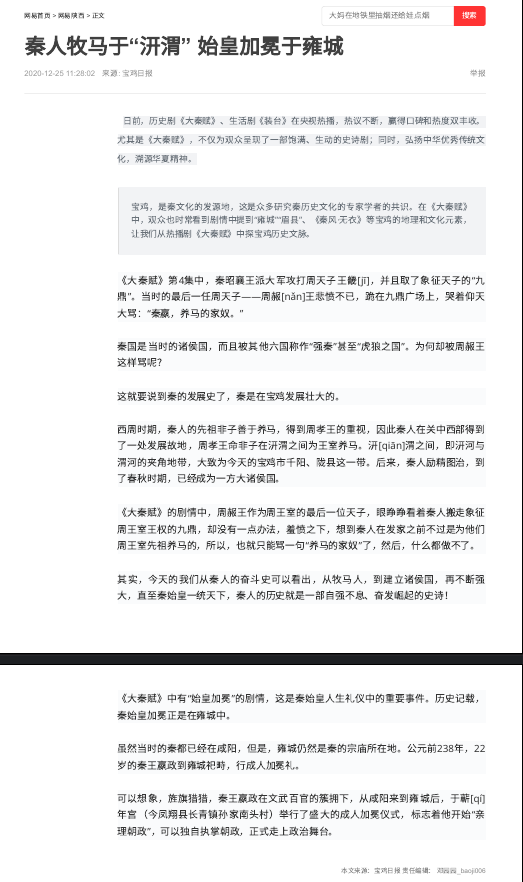 网易首页 > 网易陕西 > 正文
大妈在地铁里抽烟还给娃点烟
搜索
秦人牧马于“汧渭” 始皇加冕于雍城
2020-12-25 11:28:02 来源: 宝鸡日报
举报
日前，历史剧《大秦赋》、生活剧《装台》在央视热播，热议不断，赢得口碑和热度双丰收。
尤其是《大秦赋》，不仅为观众呈现了一部饱满、生动的史诗剧；同时，弘扬中华优秀传统文
化，溯源华夏精神。
宝鸡，是秦文化的发源地，这是众多研究秦历史文化的专家学者的共识。在《大秦赋》
中，观众也时常看到剧情中提到“雍城”“眉县”、《秦风·无衣》等宝鸡的地理和文化元素，
让我们从热播剧《大秦赋》中探宝鸡历史文脉。
《大秦赋》第4集中，秦昭襄王派大军攻打周天子王畿[jī]，并且取了象征天子的“九
鼎”。当时的最后一任周天子——周赧[nǎn]王悲愤不已，跪在九鼎广场上，哭着仰天
大骂：“秦嬴，养马的家奴。”
秦国是当时的诸侯国，而且被其他六国称作“强秦”甚至“虎狼之国”。为何却被周赧王
这样骂呢？
这就要说到秦的发展史了，秦是在宝鸡发展壮大的。
西周时期，秦人的先祖非子善于养马，得到周孝王的重视，因此秦人在关中西部得到
了一处发展故地，周孝王命非子在汧渭之间为王室养马。汧[qiān]渭之间，即汧河与
渭河的夹角地带，大致为今天的宝鸡市千阳、陇县这一带。后来，秦人励精图治，到
了春秋时期，已经成为一方大诸侯国。
《大秦赋》的剧情中，周赧王作为周王室的最后一位天子，眼睁睁看着秦人搬走象征
周王室王权的九鼎，却没有一点办法，羞愤之下，想到秦人在发家之前不过是为他们
周王室先祖养马的，所以，也就只能骂一句“养马的家奴”了，然后，什么都做不了。
其实，今天的我们从秦人的奋斗史可以看出，从牧马人，到建立诸侯国，再不断强
大，直至秦始皇一统天下，秦人的历史就是一部自强不息、奋发崛起的史诗！
《大秦赋》中有“始皇加冕”的剧情，这是秦始皇人生礼仪中的重要事件。历史记载，
秦始皇加冕正是在雍城中。
虽然当时的秦都已经在咸阳，但是，雍城仍然是秦的宗庙所在地。公元前238年，22
岁的秦王嬴政到雍城祀畤，行成人加冕礼。
可以想象，旌旗猎猎，秦王嬴政在文武百官的簇拥下，从咸阳来到雍城后，于蕲[qí]
年宫（今凤翔县长青镇孙家南头村）举行了盛大的成人加冕仪式，标志着他开始“亲
理朝政”，可以独自执掌朝政，正式走上政治舞台。
本文来源：宝鸡日报 责任编辑： _baoji006